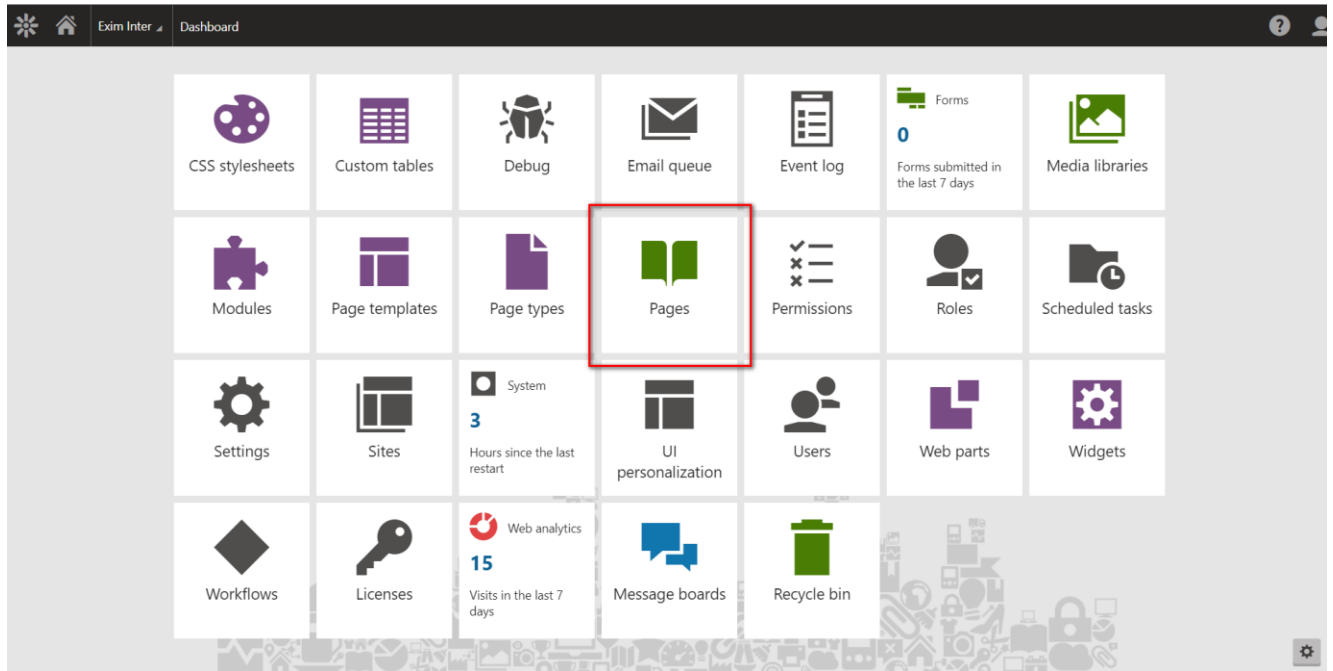 Exim Inter
Dashboard
CSS stylesheets
Custom tables
Debug
Email queue
Event log
Forms
0
Forms submitted in
the last 7 days
Media libraries
Modules
Page templates
Page types
Pages
Permissions
Roles
Scheduled tasks
Settings
Sites
System
3
Hours since the last
restart
UI
personalization
Users
Web parts
Widgets
Workflows
Licenses
Web analytics
15
Visits in the last 7
days
Message boards
Recycle bin